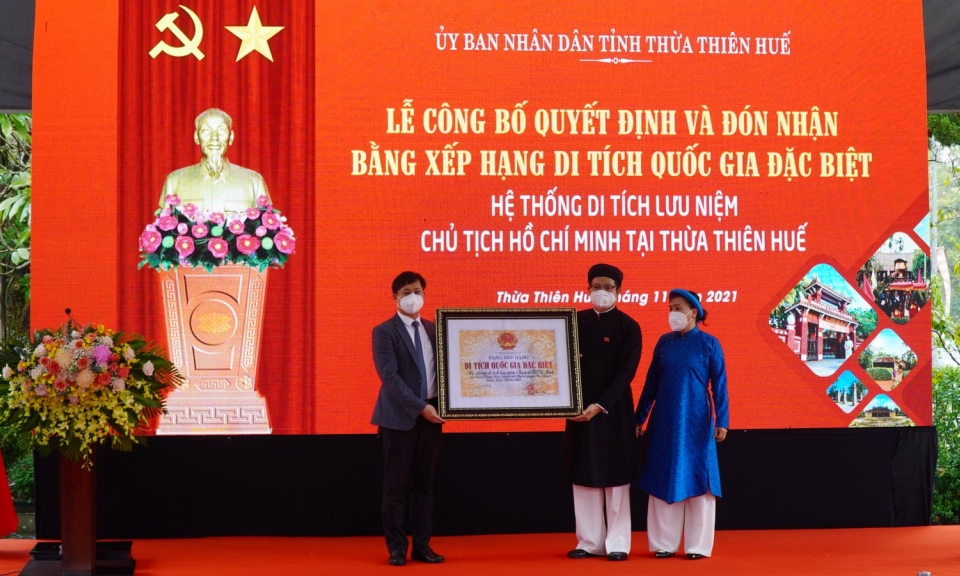 ỦY BAN NHÂN DÂN TỈNH THỪA THIÊN HUẾ
LỄ CÔNG BỐ QUYẾT ĐỊNH VÀ ĐÓN NHẬN
BẰNG XẾP HẠNG DI TÍCH QUỐC GIA ĐẶC BIỆT
HỆ THỐNG DI TÍCH LƯU NIỆM
CHỦ TỊCH HỒ CHÍ MINH TẠI THỪA THIÊN HUẾ
Thừa Thiên Hu háng 11 2021
BẰNG XẾP HẠNG
DI TÍCH QUỐC GIA ĐẶC BIỆT